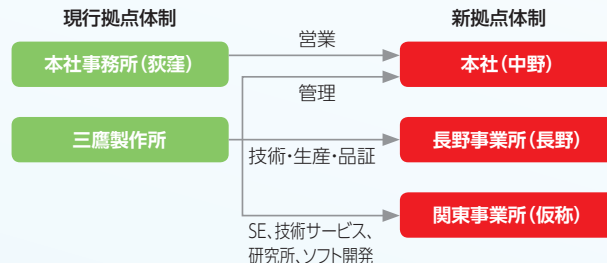 現行拠点体制
新拠点体制
営業
本社事務所(荻窪)
本社(中野)
管理
三鷹製作所
長野事業所(長野)
技術・生産・品証
関東事業所(仮称)
SE、技術サービス、
研究所、ソフト開発